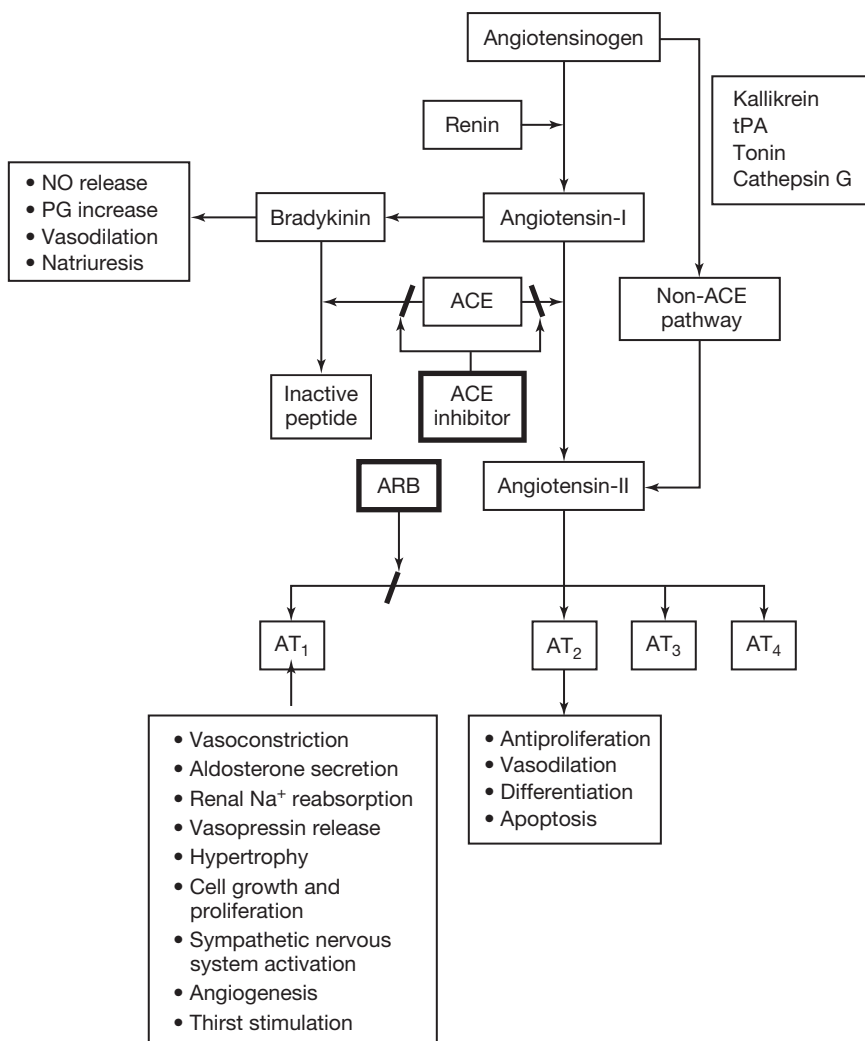 Angiotensinogen
Kallikrein
tPA
Tonin
Cathepsin G
Renin
• NO release
• PG increase
• Vasodilation
• Natriuresis
Bradykinin
Angiotensin-I
ACE
Non-ACE
pathway
Inactive
peptide
ACE
inhibitor
ARB
Angiotensin-II
AT₁
AT₂
AT₃
AT₄
• Vasoconstriction
• Aldosterone secretion
• Renal Na⁺ reabsorption
• Vasopressin release
• Hypertrophy
• Cell growth and
proliferation
• Sympathetic nervous
system activation
• Angiogenesis
• Thirst stimulation
• Antiproliferation
• Vasodilation
• Differentiation
• Apoptosis